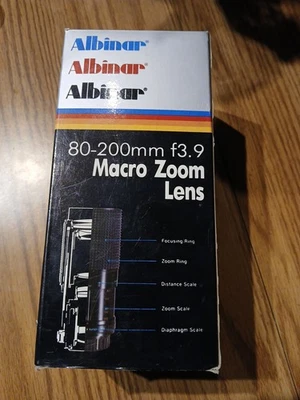 Albinar®
Albinar®
Albinar®
80-200mm f3.9
Macro Zoom
Lens
Focusing Ring
Zoom Ring
Distance Scale
Zoom Scale
Diaphragm Scale